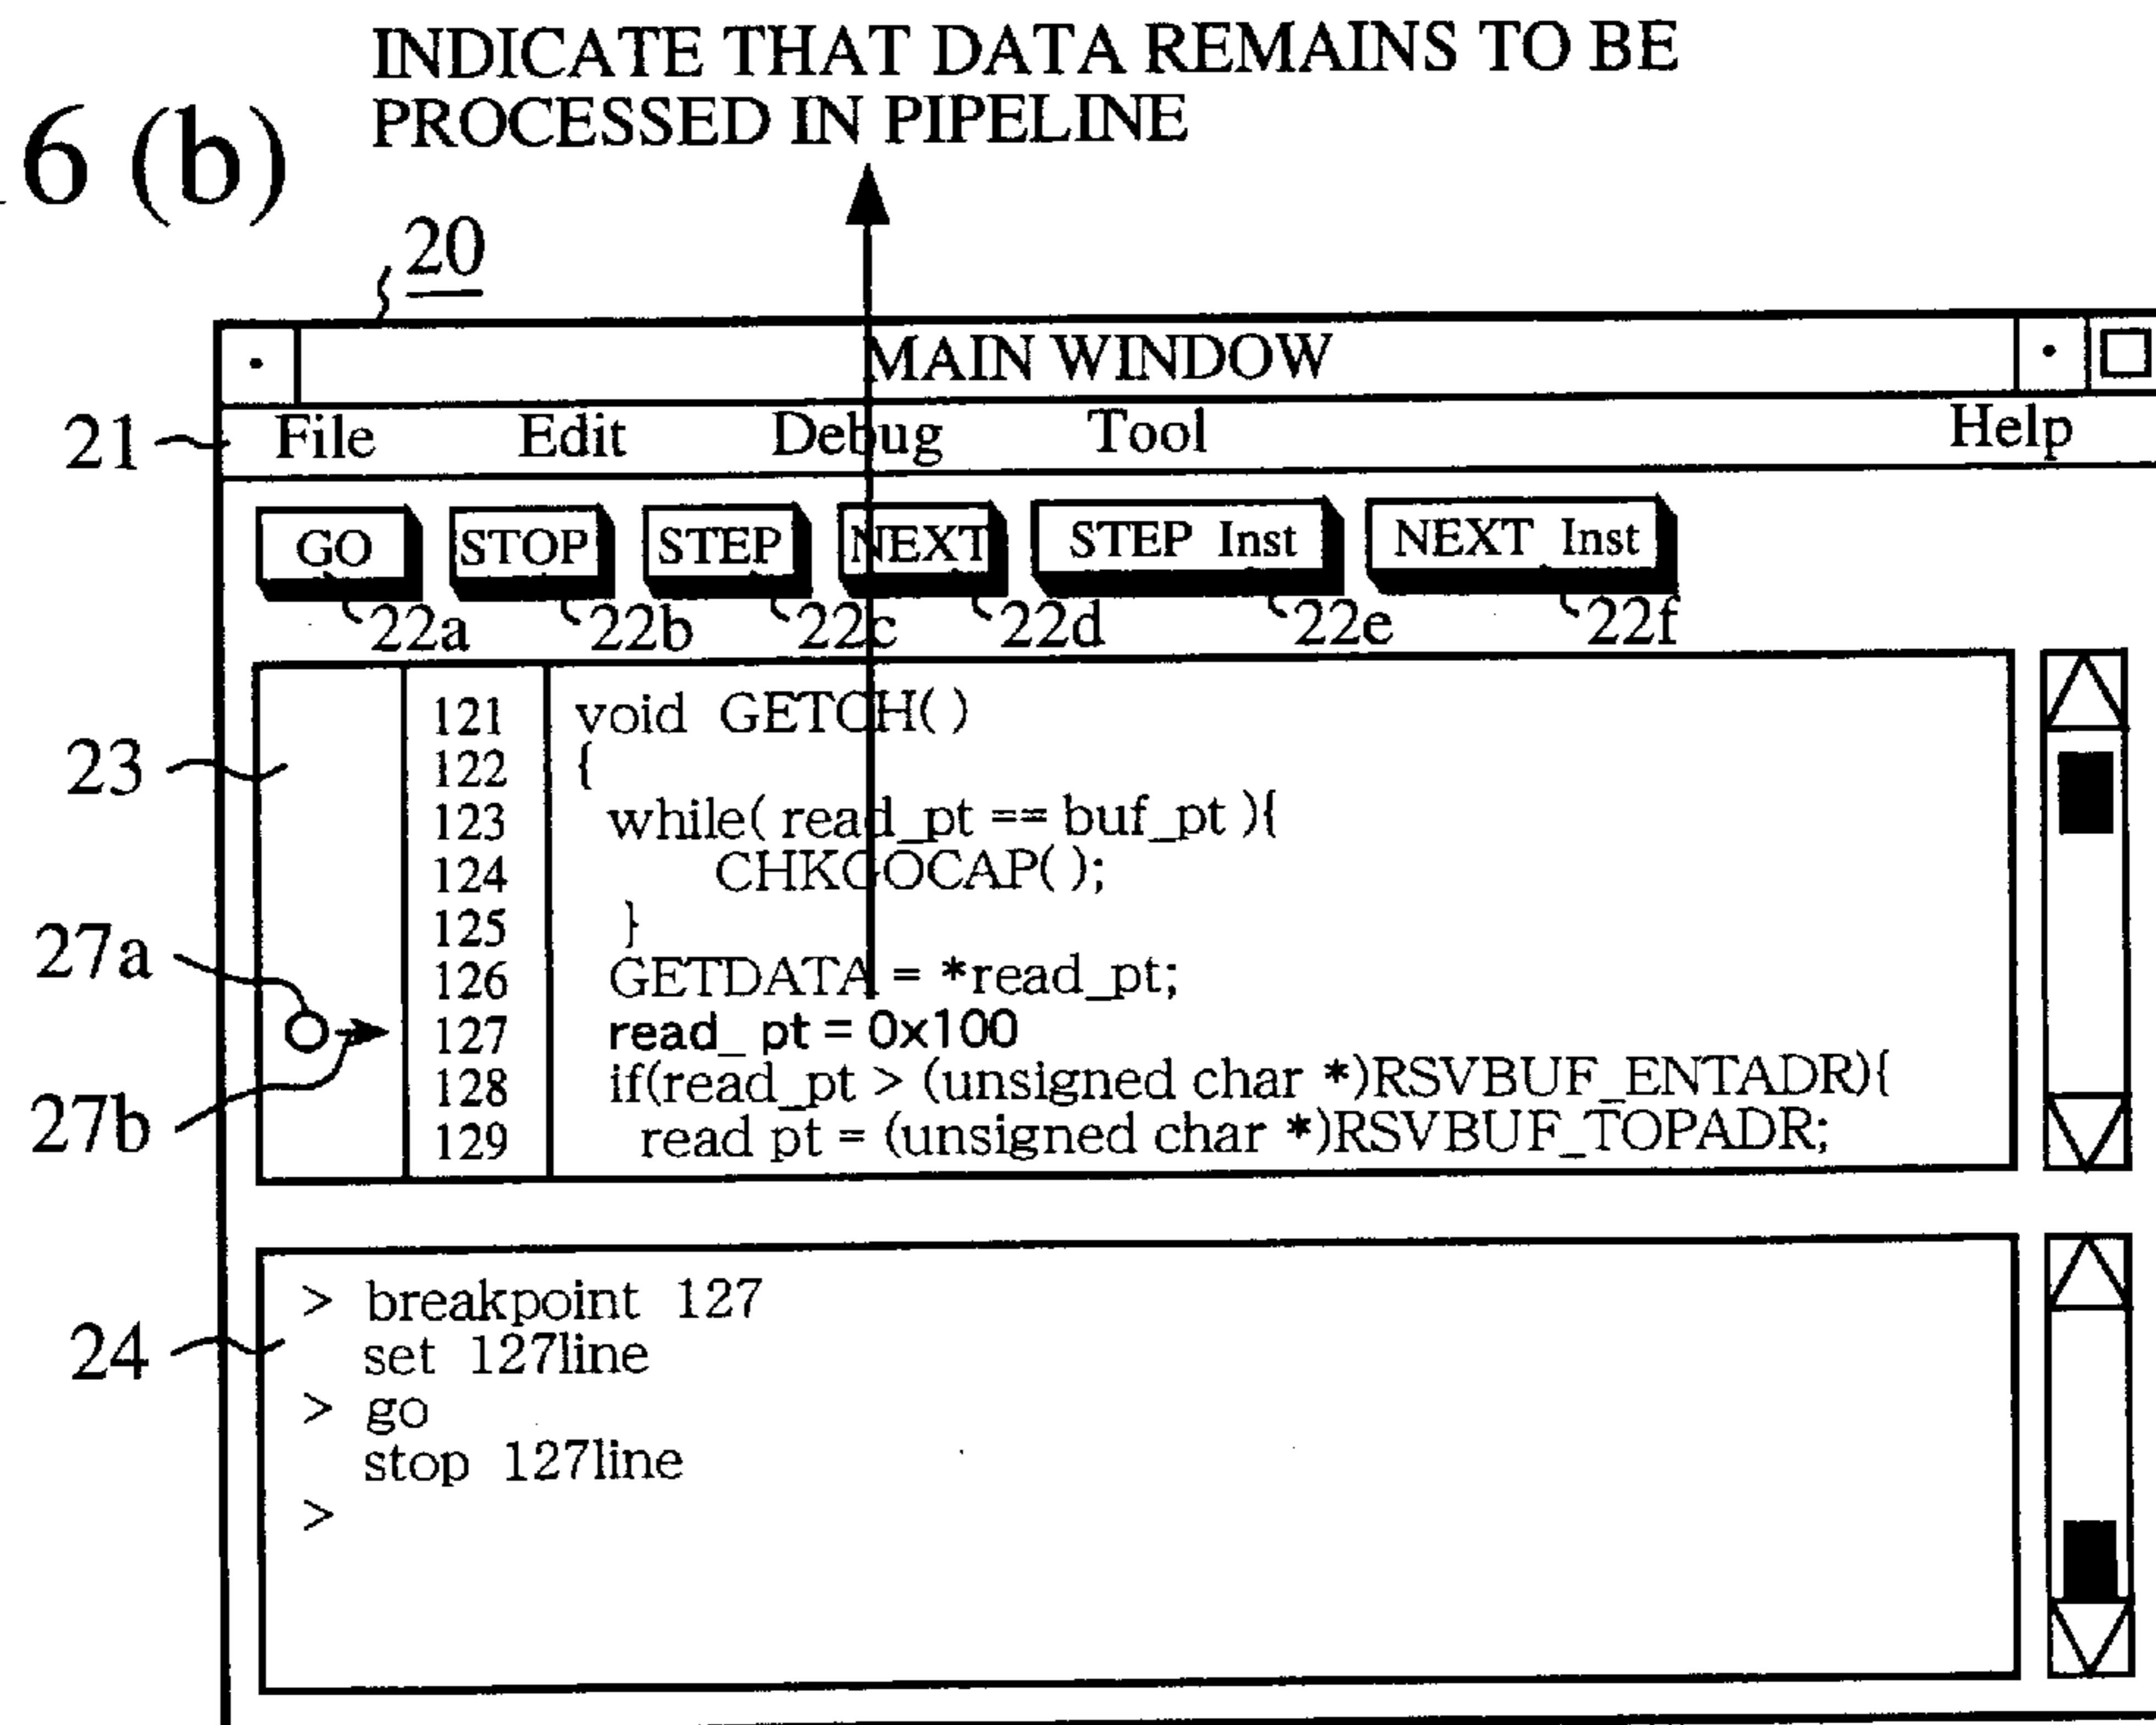 INDICATE THAT DATA REMAINS TO BE
PROCESSED IN PIPELINE
6 (b)
20
MAIN WINDOW
21
File Edit Debug Tool Help
GO STOP STEP NEXT STEP Inst NEXT Inst
22a 22b 22c 22d 22e 22f
23
121 void GETCH()
122 {
123 while( read_pt == buf_pt ){
124 CHKGOCAP();
125 }
27a
126 GETDATA = *read_pt;
127 read_ pt = 0x100
27b
128 if(read_pt > (unsigned char *)RSVBUF_ENTADR){
129 read pt = (unsigned char *)RSVBUF_TOPADR;
24
> breakpoint 127
set 127line
> go
stop 127line
>